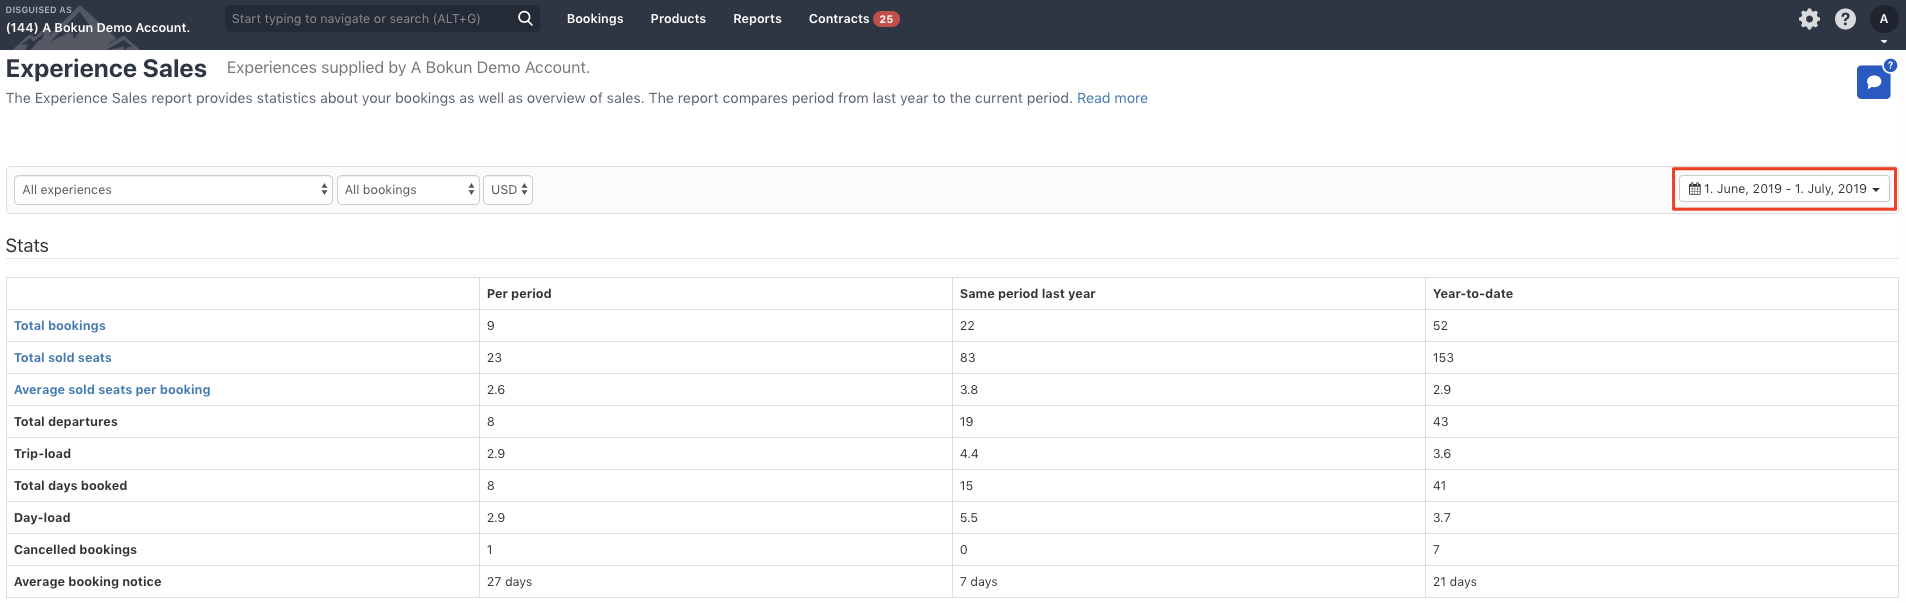 DISGUISED AS
(144) A Bokun Demo Account.
Start typing to navigate or search (ALT+G)
Bookings Products Reports Contracts 25
? A
Experience Sales Experiences supplied by A Bokun Demo Account.
?
The Experience Sales report provides statistics about your bookings as well as overview of sales. The report compares period from last year to the current period. Read more
All experiences All bookings USD 1. June, 2019 - 1. July, 2019
Stats
Per period Same period last year Year-to-date
Total bookings 9 22 52
Total sold seats 23 83 153
Average sold seats per booking 2.6 3.8 2.9
Total departures 8 19 43
Trip-load 2.9 4.4 3.6
Total days booked 8 15 41
Day-load 2.9 5.5 3.7
Cancelled bookings 1 0 7
Average booking notice 27 days 7 days 21 days